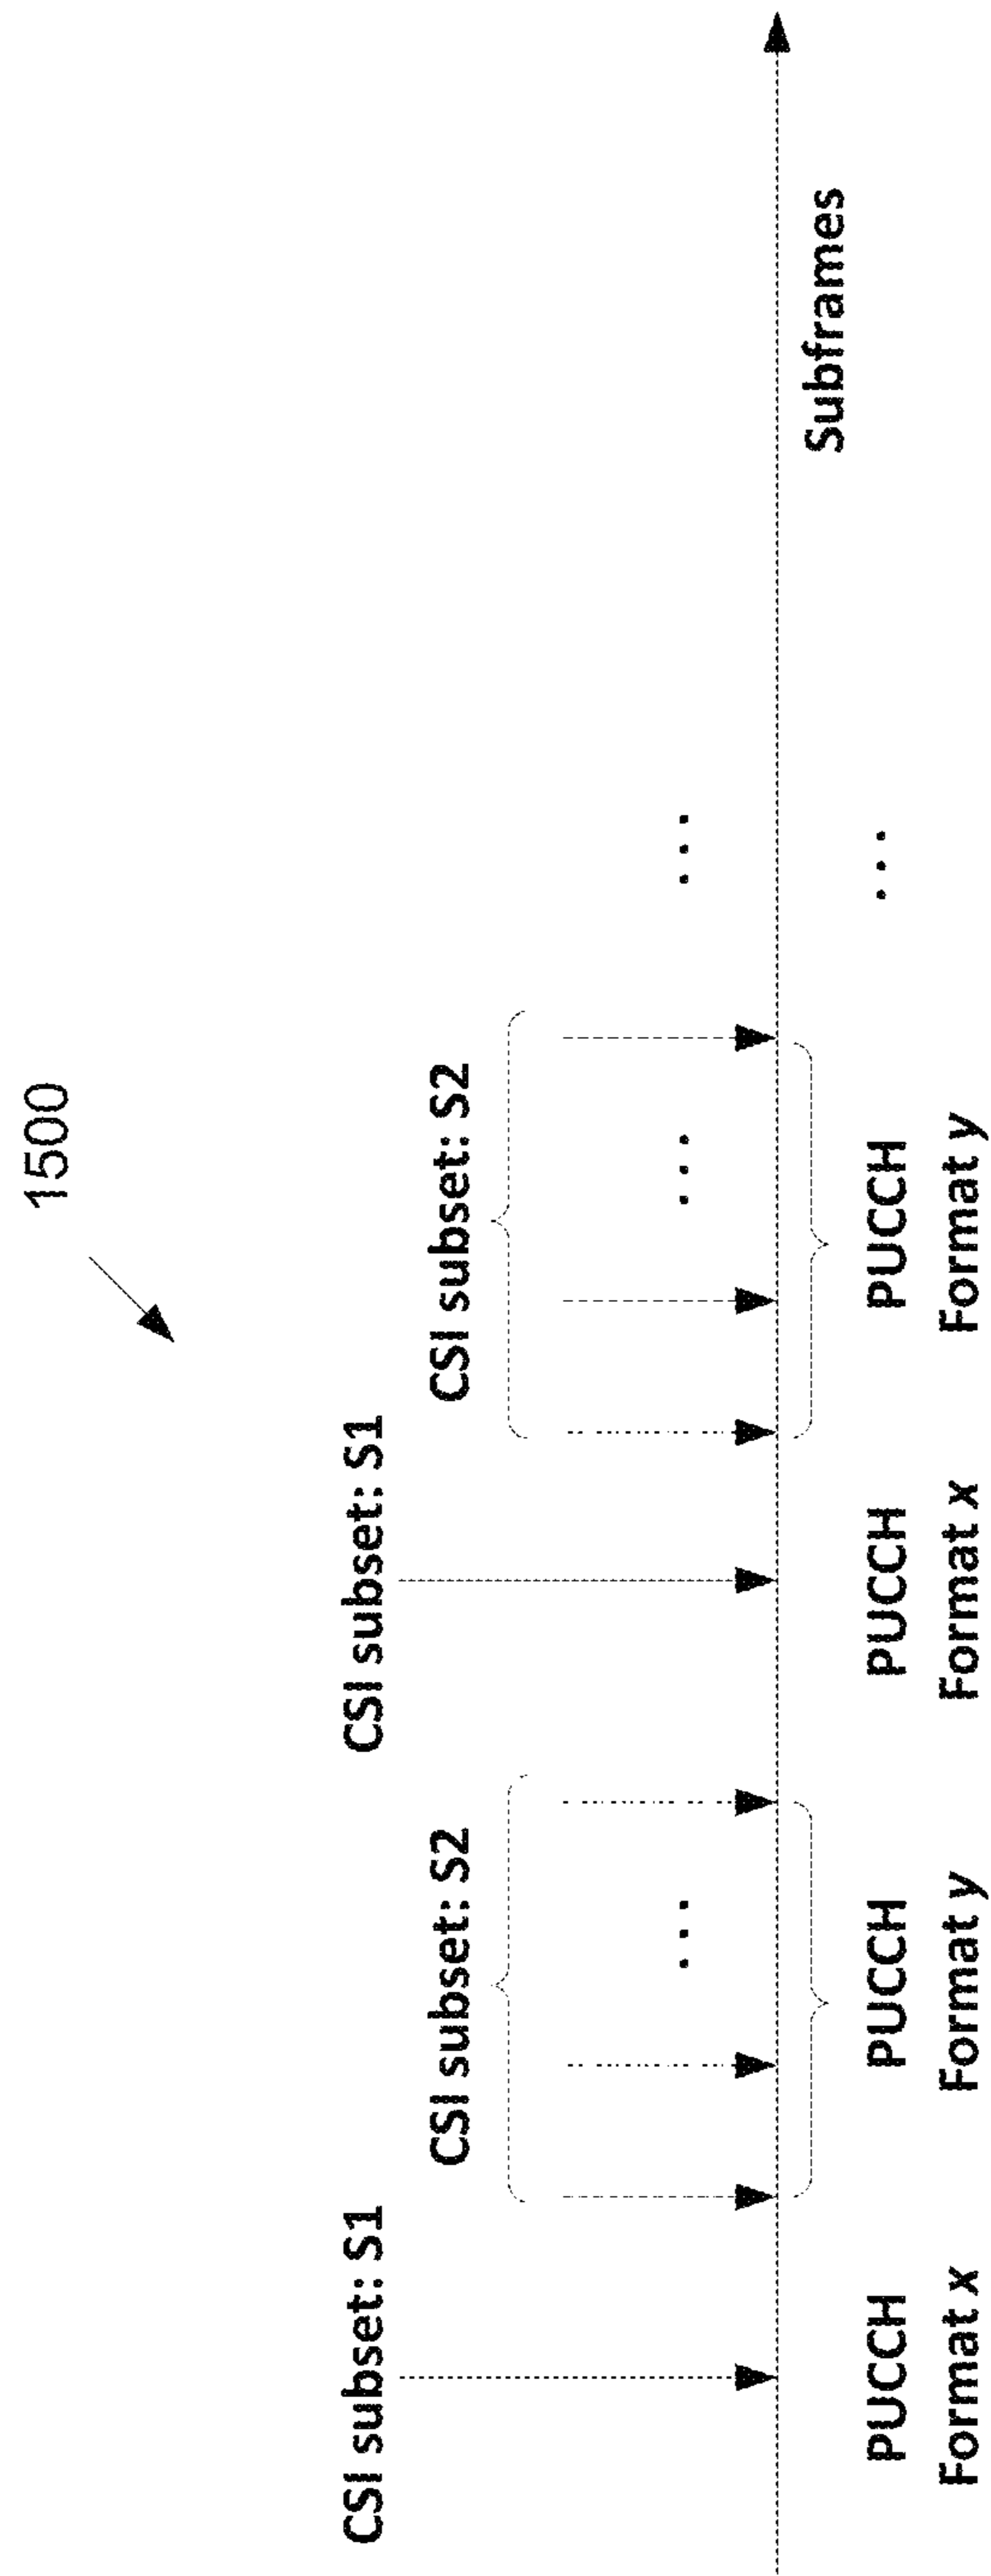 1500
CSI subset: S1
CSI subset: S2
CSI subset: S1
CSI subset: S2
...
...
...
...
Subframes
PUCCH
Format x
PUCCH
Format y
PUCCH
Format x
PUCCH
Format y